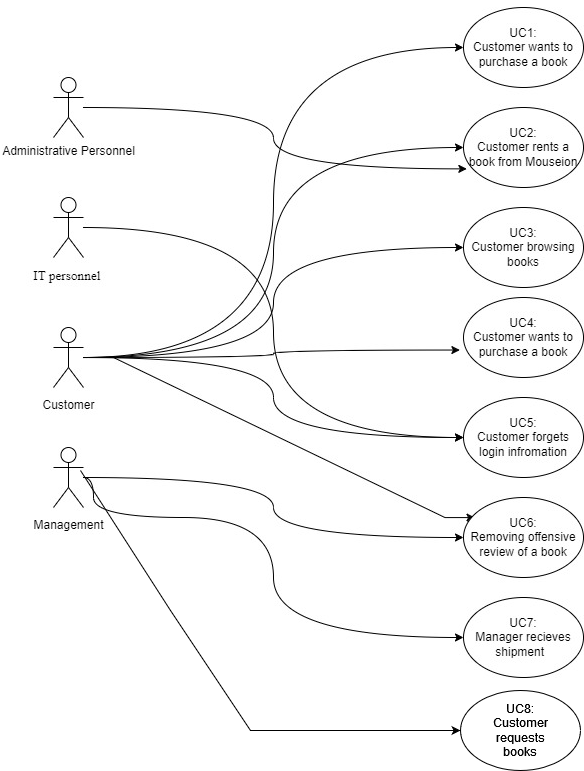 UC1:
Customer wants to
purchase a book
Administrative Personnel
UC2:
Customer rents a
book from Mouseion
IT personnel
UC3:
Customer browsing
books
UC4:
Customer wants to
purchase a book
Customer
UC5:
Customer forgets
login infromation
Management
UC6:
Removing offensive
review of a book
UC7:
Manager recieves
shipment
UC8:
Customer
requests
books